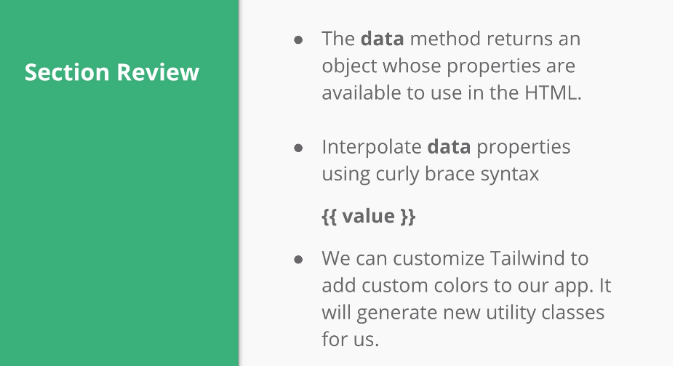 Section Review
● The data method returns an
object whose properties are
available to use in the HTML.
● Interpolate data properties
using curly brace syntax
{{ value }}
● We can customize Tailwind to
add custom colors to our app. It
will generate new utility classes
for us.